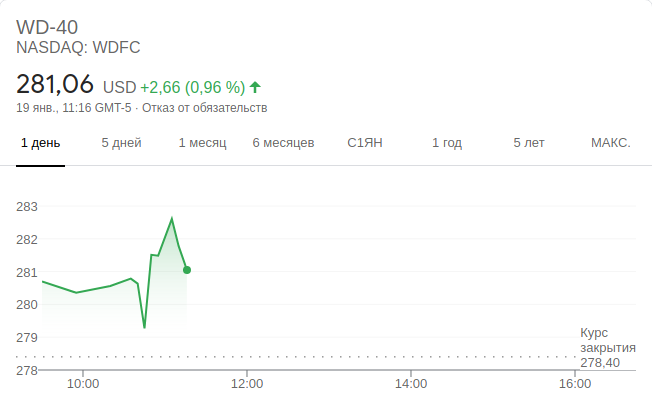 WD-40
NASDAQ: WDFC
281,06 USD +2,66 (0,96 %)
19 янв., 11:16 GMT-5 · Отказ от обязательств
1 день 5 дней 1 месяц 6 месяцев С1ЯН 1 год 5 лет МАКС.
283
282
281
280
279
Курс
закрытия
278,40
278
10:00 12:00 14:00 16:00